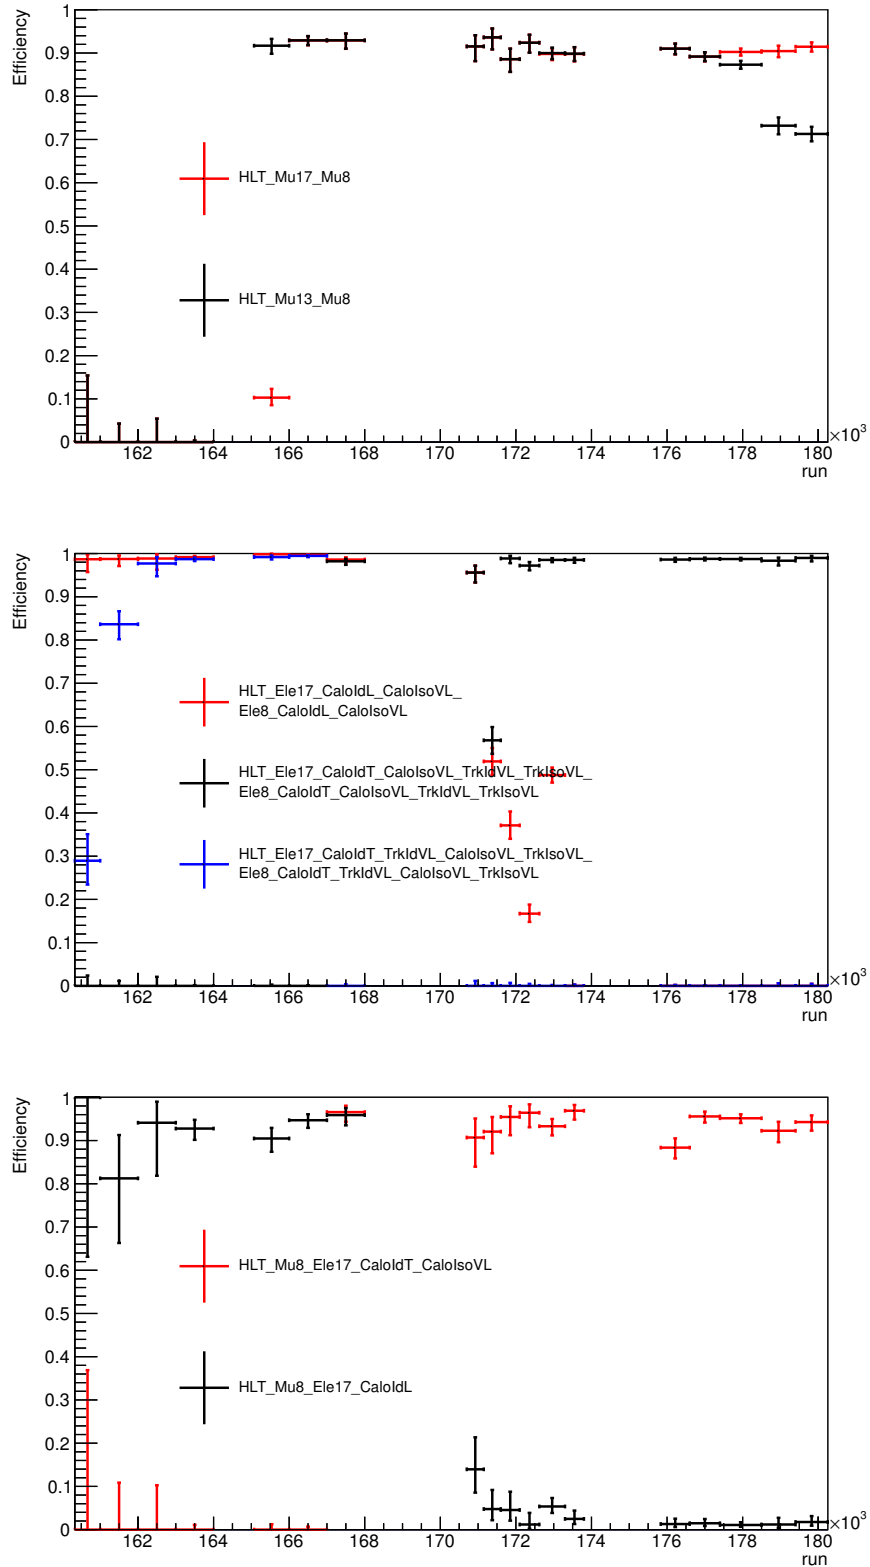 Efficiency
1
0.9
0.8
0.7
0.6
0.5
0.4
0.3
0.2
0.1
0
HLT_Mu17_Mu8
HLT_Mu13_Mu8
162 164 166 168 170 172 174 176 178 180
×10³
run
Efficiency
1
0.9
0.8
0.7
0.6
0.5
0.4
0.3
0.2
0.1
0
HLT_Ele17_CaloIdL_CaloIsoVL_
Ele8_CaloIdL_CaloIsoVL
HLT_Ele17_CaloIdT_CaloIsoVL_TrkIdVL_TrkIsoVL_
Ele8_CaloIdT_CaloIsoVL_TrkIdVL_TrkIsoVL
HLT_Ele17_CaloIdT_TrkIdVL_CaloIsoVL_TrkIsoVL_
Ele8_CaloIdT_TrkIdVL_CaloIsoVL_TrkIsoVL
162 164 166 168 170 172 174 176 178 180
×10³
run
Efficiency
1
0.9
0.8
0.7
0.6
0.5
0.4
0.3
0.2
0.1
0
HLT_Mu8_Ele17_CaloIdT_CaloIsoVL
HLT_Mu8_Ele17_CaloIdL
162 164 166 168 170 172 174 176 178 180
×10³
run